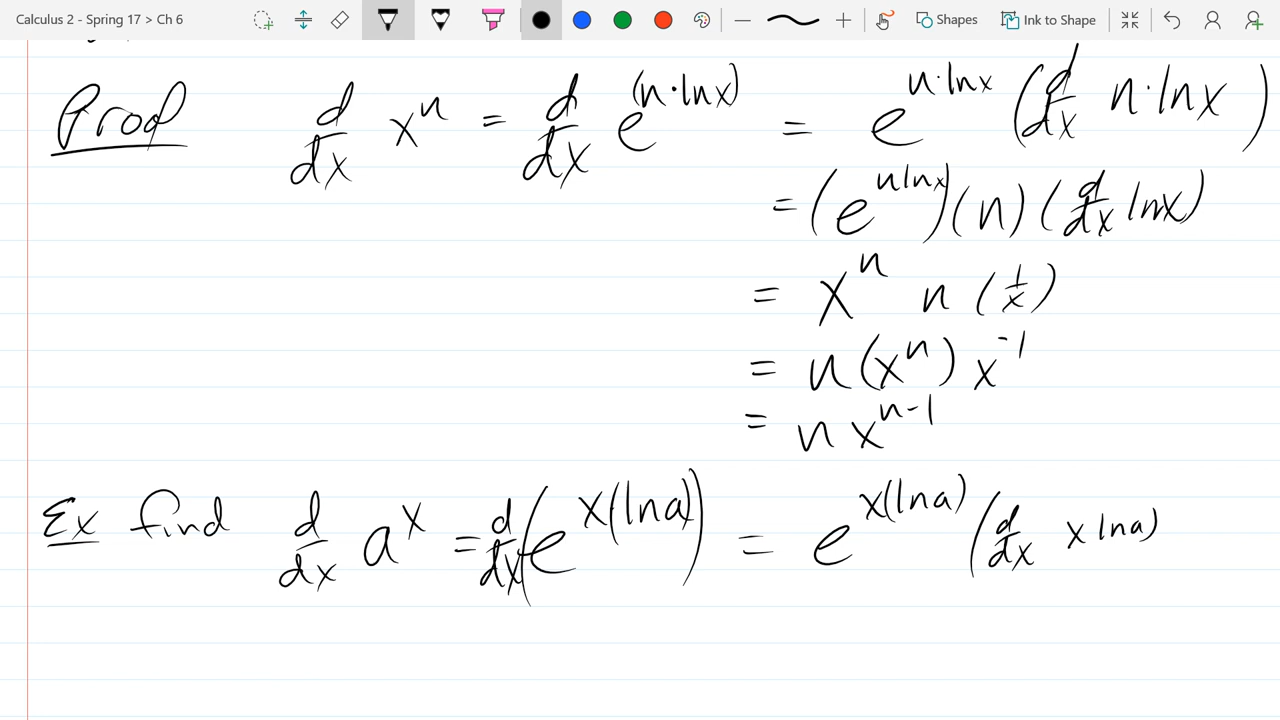 Calculus 2 - Spring 17 > Ch 6
Shapes
Ink to Shape
Proof d/dx x^n = d/dx e^(n·lnx) = e^n·lnx (d/dx n·lnx)
= (e^nlnx)(n)(d/dx lnx)
= x^n n (1/x)
= n(x^n) x^-1
= n x^n-1
Ex find d/dx a^x = d/dx(e^x(lna)) = e^x(lna) (d/dx x lna)